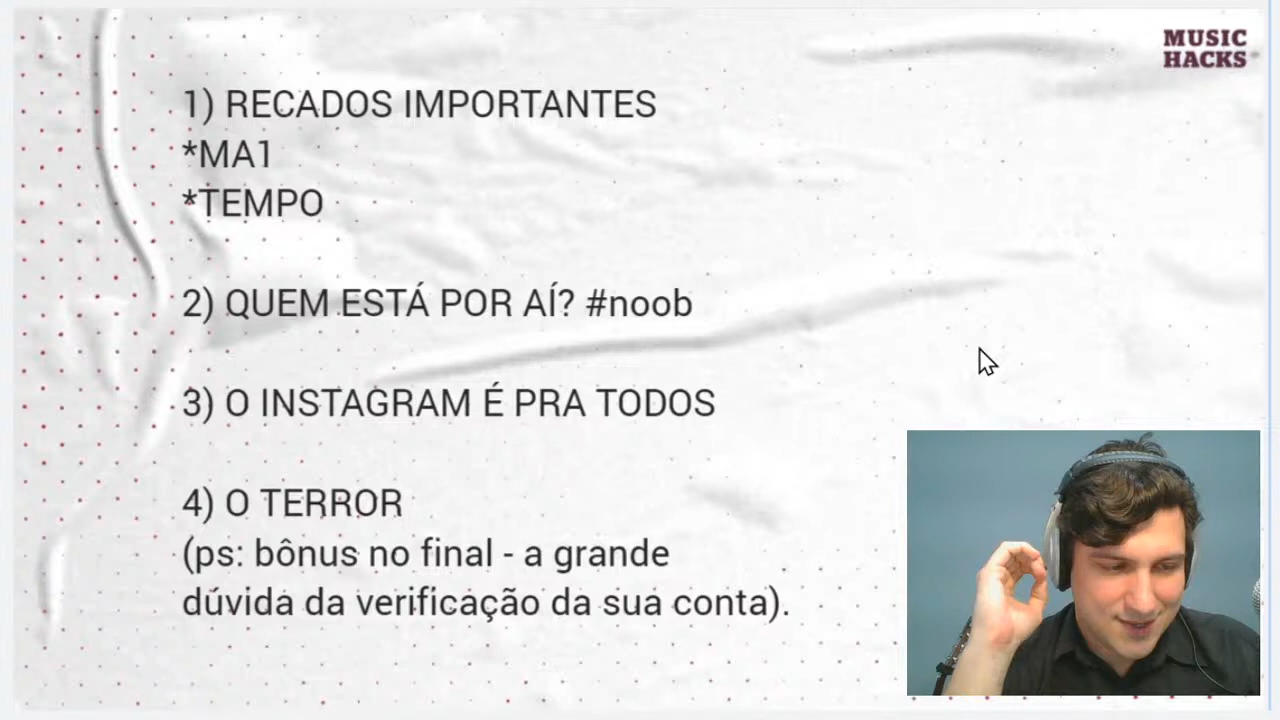 MUSIC
HACKS
1) RECADOS IMPORTANTES
*MA1
*TEMPO
2) QUEM ESTÁ POR AÍ? #noob
3) O INSTAGRAM É PRA TODOS
4) O TERROR
(ps: bônus no final - a grande
dúvida da verificação da sua conta).